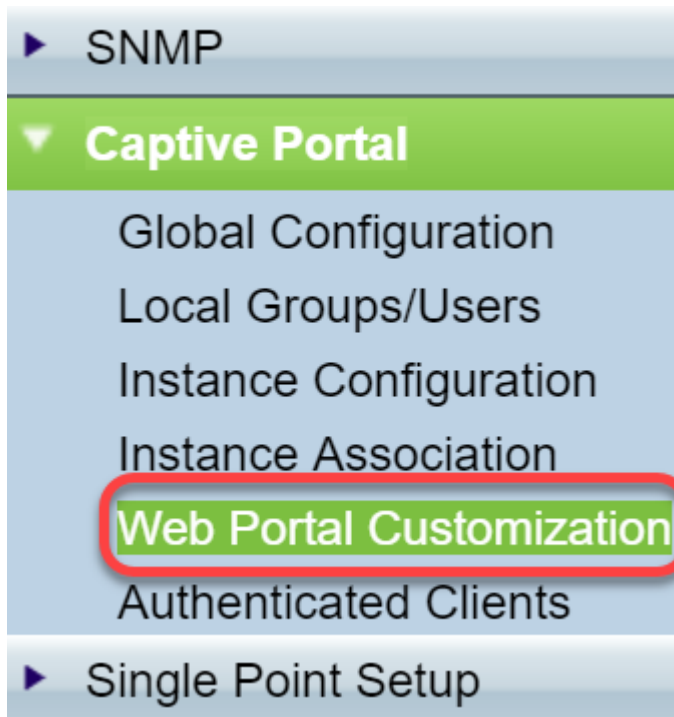 SNMP
Captive Portal
Global Configuration
Local Groups/Users
Instance Configuration
Instance Association
Web Portal Customization
Authenticated Clients
Single Point Setup